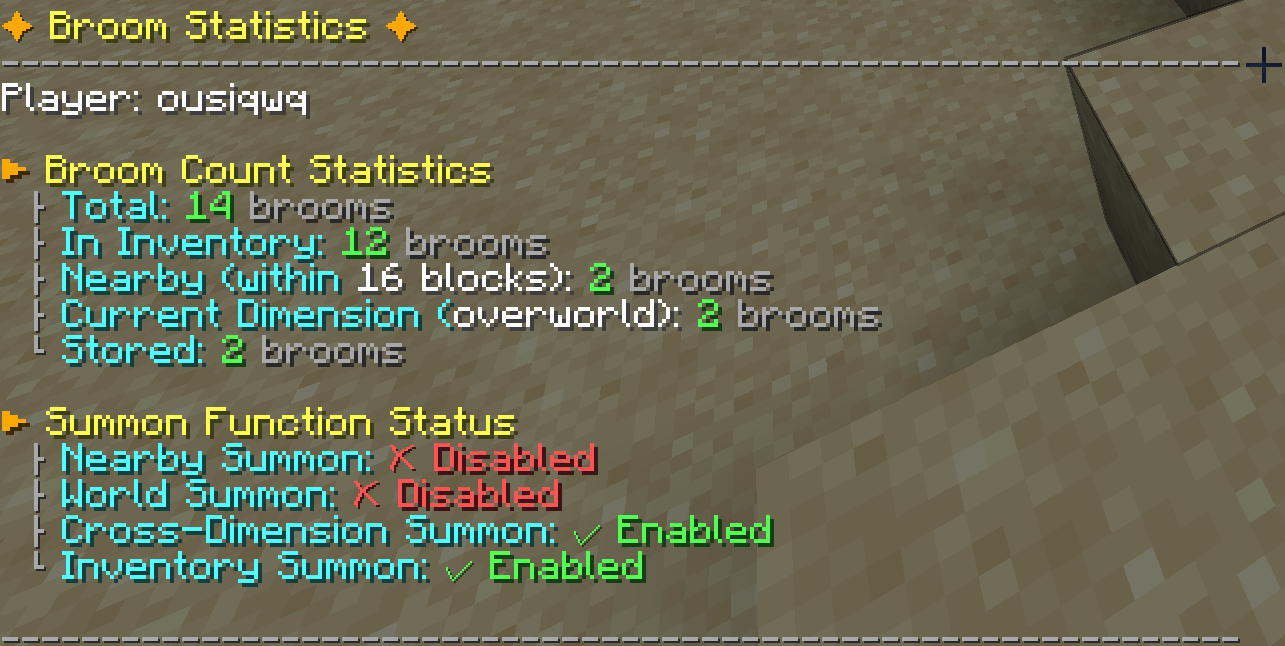 ✦ Broom Statistics ✦
Player: ousiqwq
► Broom Count Statistics
├ Total: 14 brooms
├ In Inventory: 12 brooms
├ Nearby (within 16 blocks): 2 brooms
├ Current Dimension (overworld): 2 brooms
└ Stored: 2 brooms
► Summon Function Status
├ Nearby Summon: ✗ Disabled
├ World Summon: ✗ Disabled
├ Cross-Dimension Summon: ✓ Enabled
└ Inventory Summon: ✓ Enabled